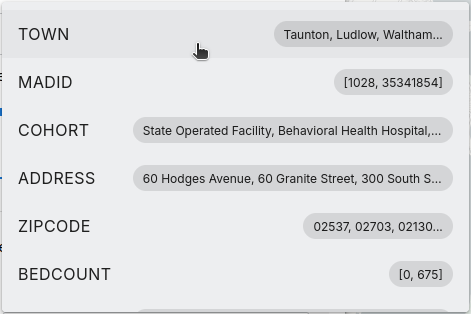 TOWN Taunton, Ludlow, Waltham...
MADID [1028, 35341854]
COHORT State Operated Facility, Behavioral Health Hospital,...
ADDRESS 60 Hodges Avenue, 60 Granite Street, 300 South S...
ZIPCODE 02537, 02703, 02130...
BEDCOUNT [0, 675]